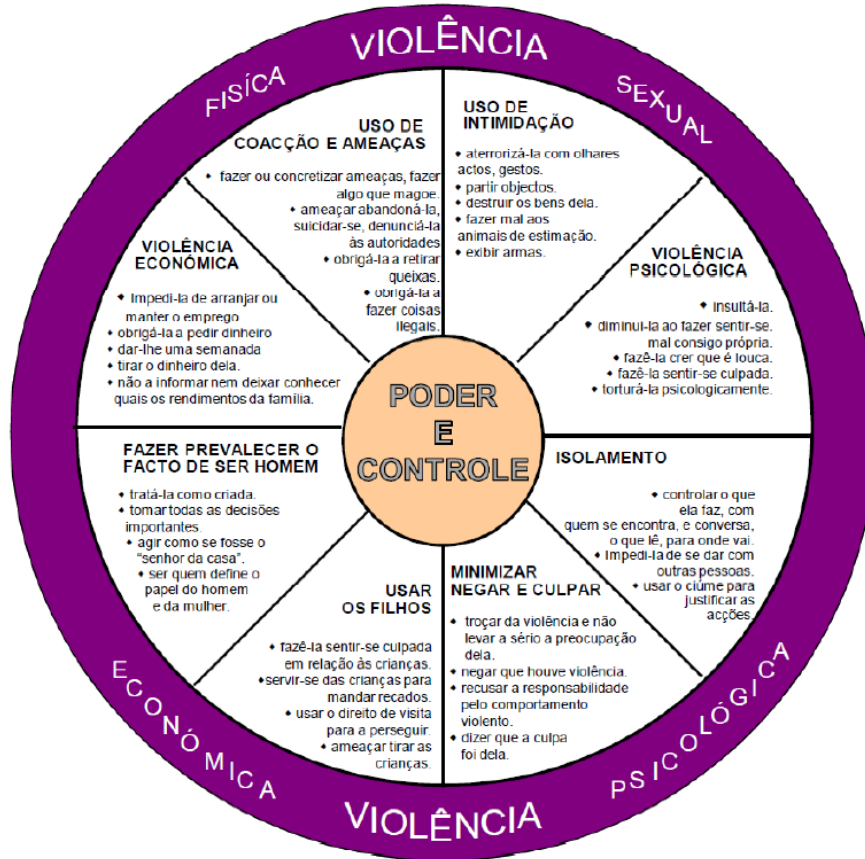 VIOLÊNCIA
FISÍCA
SEXUAL
USO DE
COACÇÃO E AMEAÇAS
• fazer ou concretizar ameaças, fazer
algo que magoe.
• ameaçar abandoná-la,
suicidar-se, denunciá-la
às autoridades
• obrigá-la a retirar
queixas.
• obrigá-la a
fazer coisas
ilegais.
USO DE
INTIMIDAÇÃO
• aterrorizá-la com olhares
actos, gestos.
• partir objectos.
• destruir os bens dela.
• fazer mal aos
animais de estimação.
• exibir armas.
VIOLÊNCIA
PSICOLÓGICA
• insultá-la.
• diminuí-la ao fazer sentir-se.
mal consigo própria.
• fazê-la crer que é louca.
• fazê-la sentir-se culpada.
• torturá-la psicologicamente.
VIOLÊNCIA
ECONÓMICA
• Impedi-la de arranjar ou
manter o emprego
• obrigá-la a pedir dinheiro
• dar-lhe uma semanada
• tirar o dinheiro dela.
• não a informar nem deixar conhecer
quais os rendimentos da família.
PODER
E
CONTROLE
FAZER PREVALECER O
FACTO DE SER HOMEM
• tratá-la como criada.
• tomar todas as decisões
importantes.
• agir como se fosse o
“senhor da casa”.
• ser quem define o
papel do homem
e da mulher.
ISOLAMENTO
• controlar o que
ela faz, com
quem se encontra, e conversa,
o que lê, para onde vai.
• impedi-la de se dar com
outras pessoas.
• usar o ciúme para
justificar as
acções.
USAR
OS FILHOS
• fazê-la sentir-se culpada
em relação às crianças.
•servir-se das crianças para
mandar recados.
• usar o direito de visita
para a perseguir.
• ameaçar tirar as
crianças.
MINIMIZAR
NEGAR E CULPAR
• troçar da violência e não
levar a sério a preocupação
dela.
• negar que houve violência.
• recusar a responsabilidade
pelo comportamento
violento.
• dizer que a culpa
foi dela.
ECONÓMICA
PSICOLÓGICA
VIOLÊNCIA